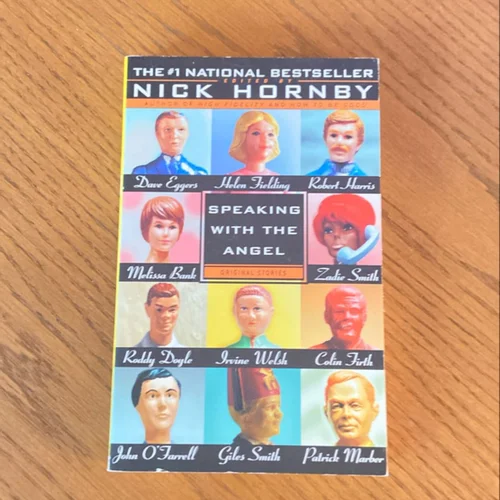 THE #1 NATIONAL BESTSELLER
EDITED BY
NICK HORNBY
AUTHOR OF HIGH FIDELITY AND HOW TO BE GOOD
Dave Eggers
Helen Fielding
Robert Harris
SPEAKING
WITH THE
ANGEL
ORIGINAL STORIES
Melissa Bank
Zadie Smith
Roddy Doyle
Irvine Welsh
Colin Firth
John O'Farrell
Giles Smith
Patrick Marber